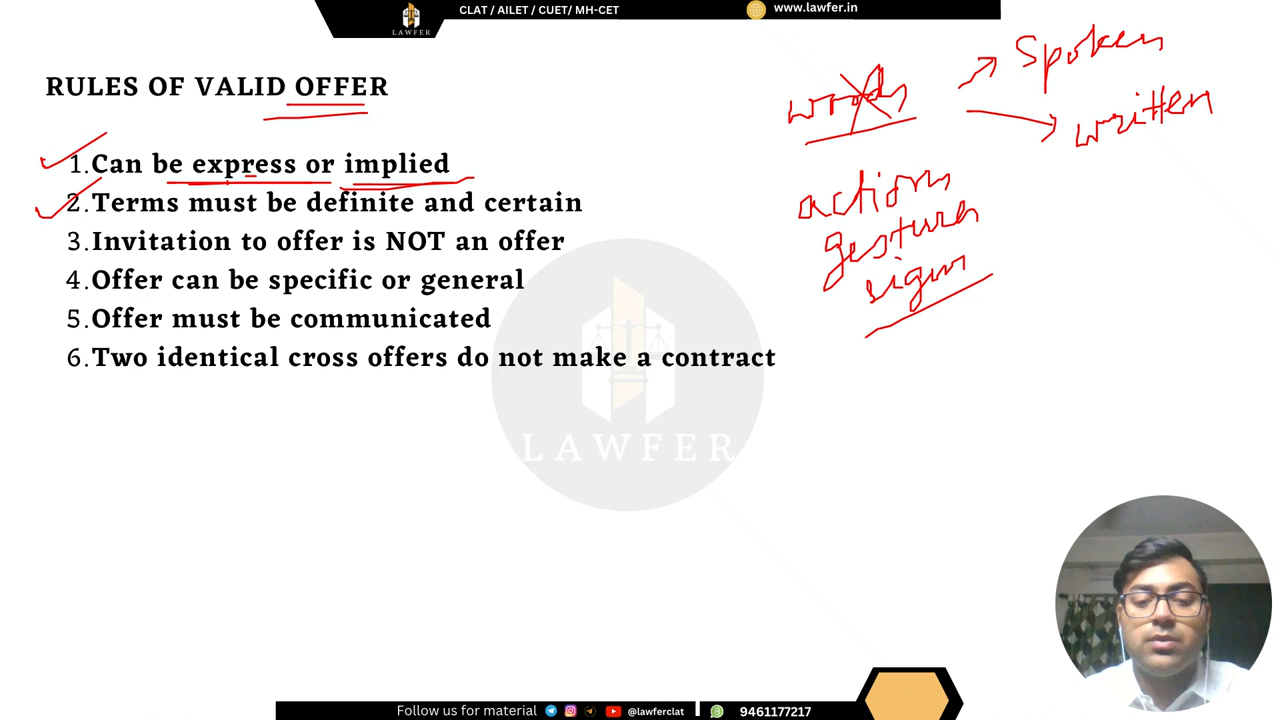 CLAT / AILET / CUET/ MH-CET
www.lawfer.in
LAWFER
RULES OF VALID OFFER
1.Can be express or implied
2.Terms must be definite and certain
3.Invitation to offer is NOT an offer
4.Offer can be specific or general
5.Offer must be communicated
6.Two identical cross offers do not make a contract
words
Spoken
written
actions
gestures
signs
LAWFER
Follow us for material
@lawferclat
9461177217